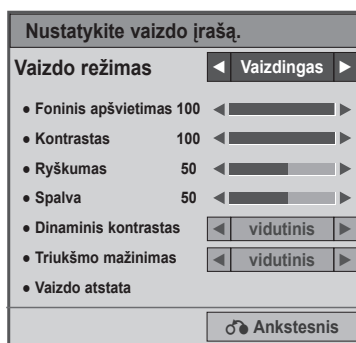 Nustatykite vaizdo įrašą.
Vaizdo režimas ◄ Vaizdingas ►
● Foninis apšvietimas 100
● Kontrastas 100
● Ryškumas 50
● Spalva 50
● Dinaminis kontrastas ◄ vidutinis ►
● Triukšmo mažinimas ◄ vidutinis ►
● Vaizdo atstata
Ankstesnis